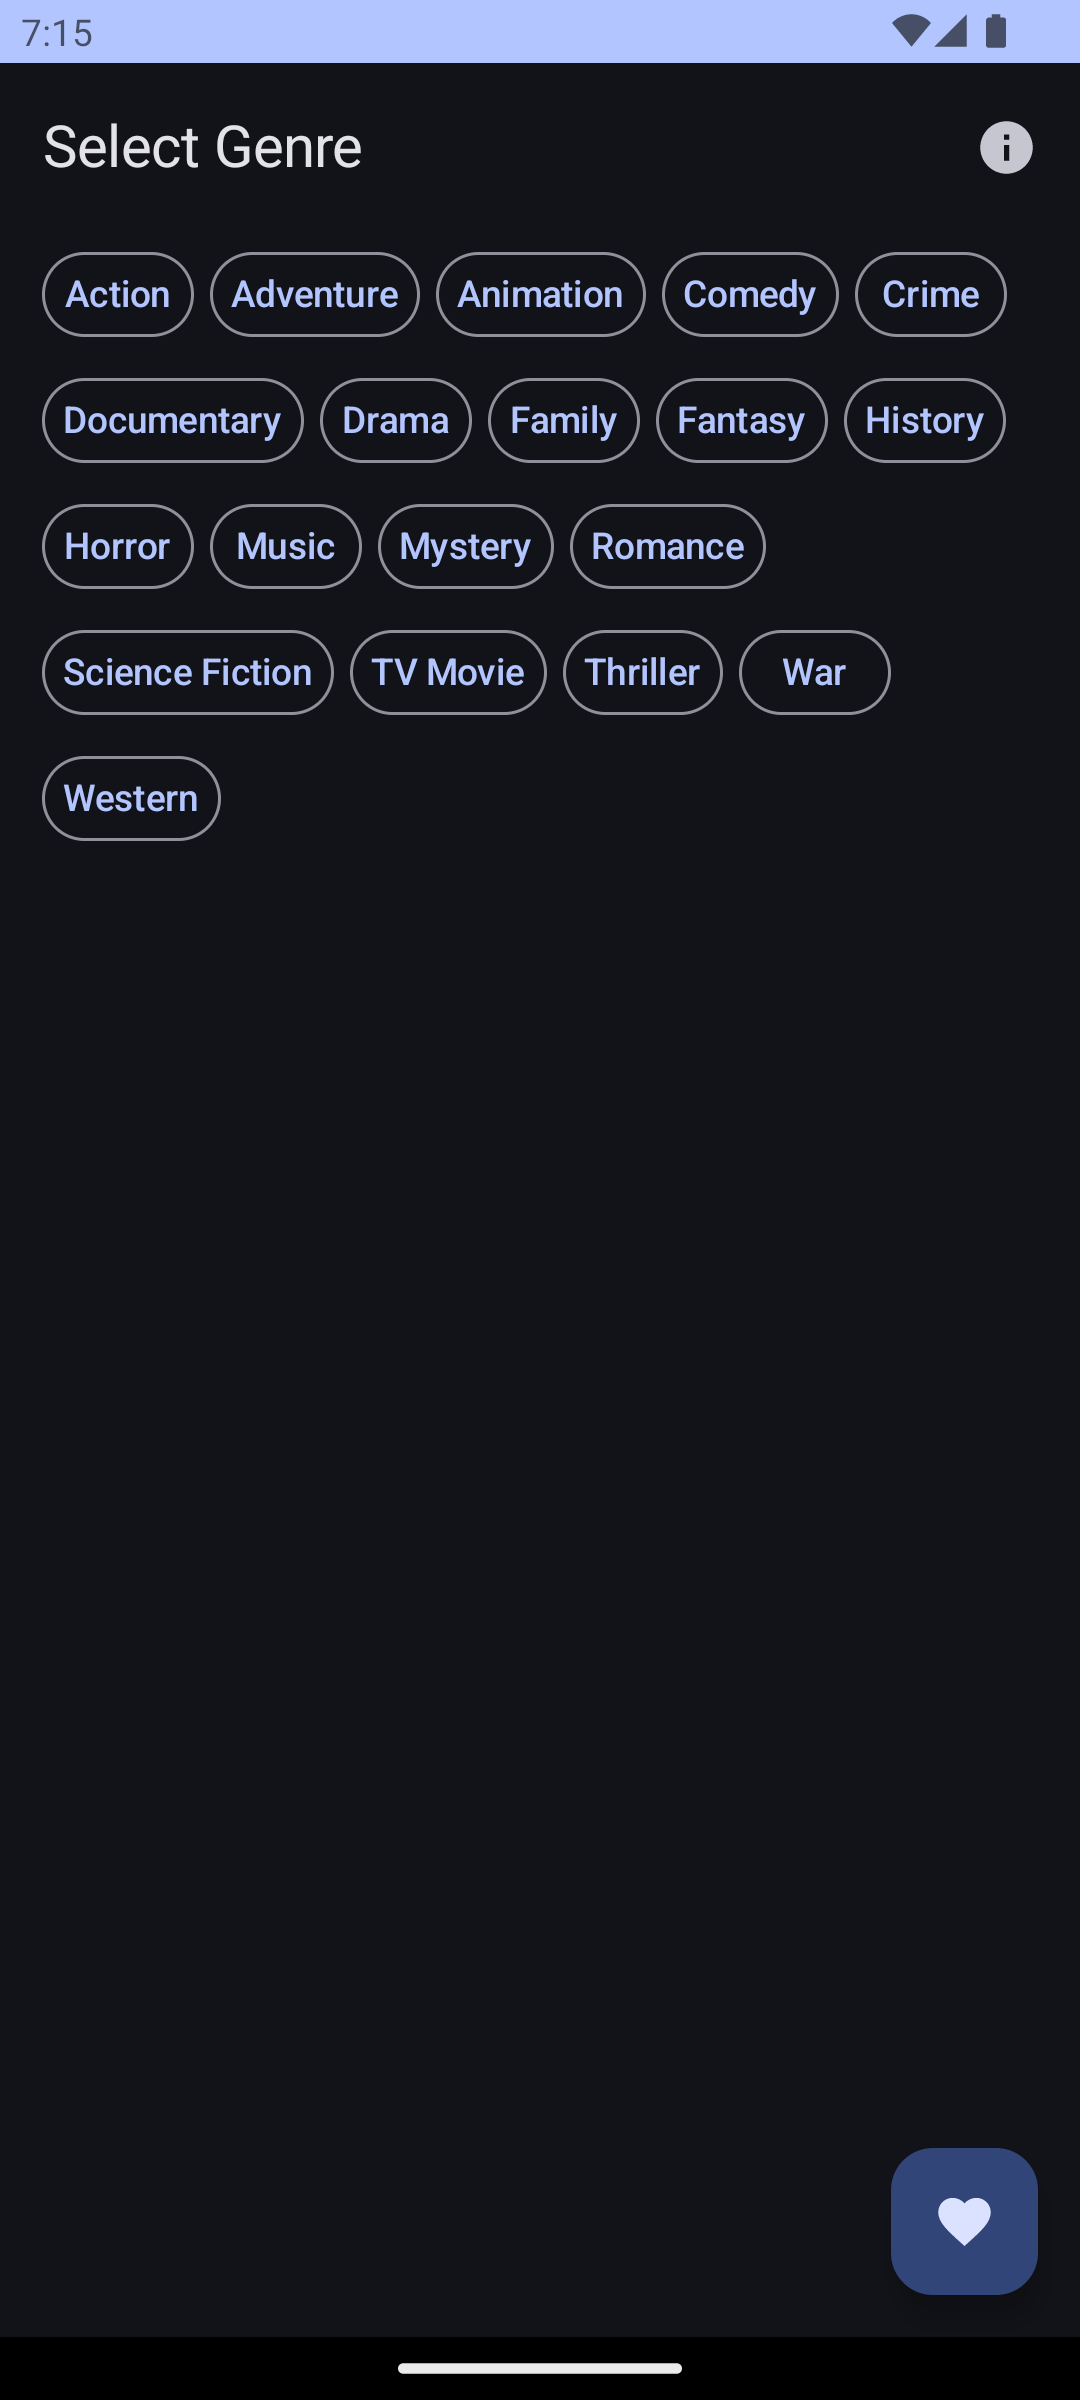 7:15
Select Genre
Action Adventure Animation Comedy Crime
Documentary Drama Family Fantasy History
Horror Music Mystery Romance
Science Fiction TV Movie Thriller War
Western